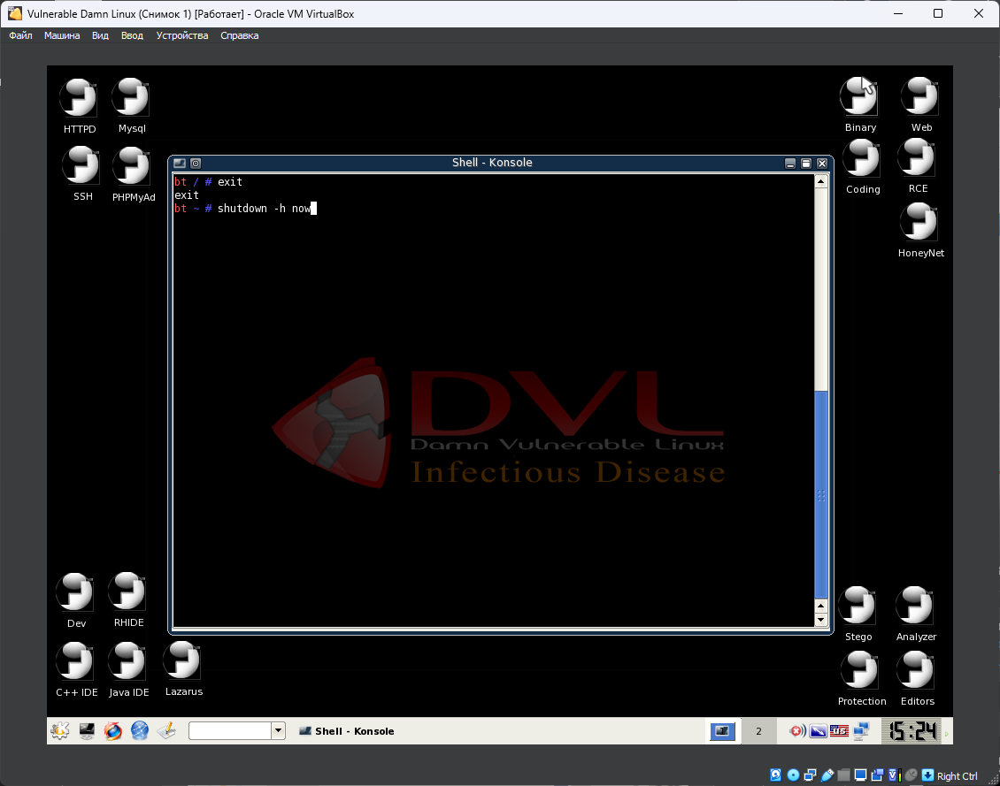 Vulnerable Damn Linux (Снимок 1) [Работает] - Oracle VM VirtualBox
Файл Машина Вид Ввод Устройства Справка
HTTPD Mysql
Binary Web
SSH PHPMyAd
Coding RCE
HoneyNet
Shell - Konsole
bt / # exit
exit
bt ~ # shutdown -h now
DVL
Damn Vulnerable Linux
Infectious Disease
Dev RHIDE
C++ IDE Java IDE Lazarus
Stego Analyzer
Protection Editors
Shell - Konsole
2
us
15:24
Right Ctrl